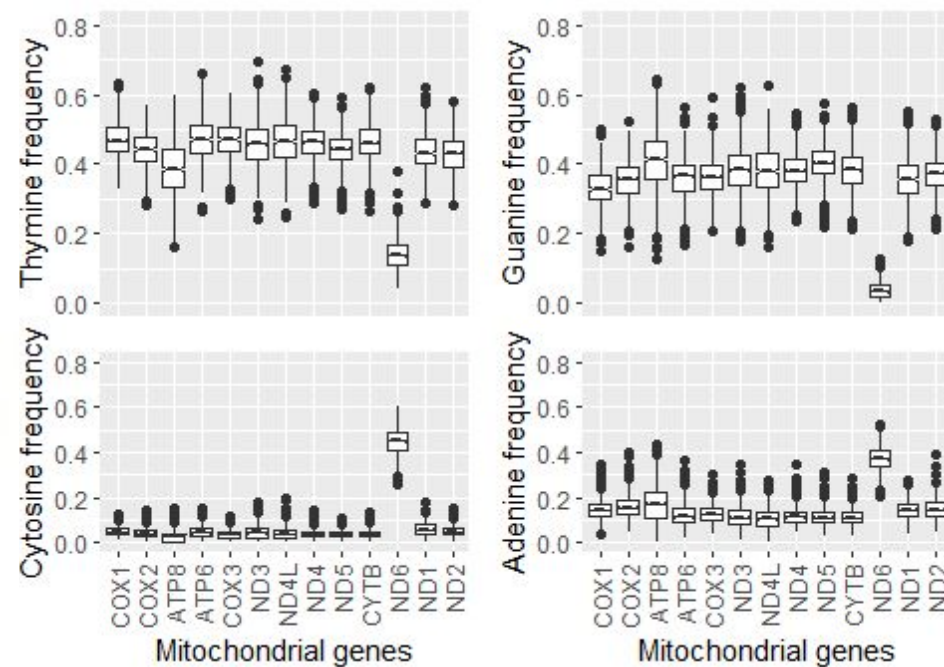 Thymine frequency
0.8
0.6
0.4
0.2
0.0
Guanine frequency
0.8
0.6
0.4
0.2
0.0
Cytosine frequency
0.8
0.6
0.4
0.2
0.0
COX1
COX2
ATP8
ATP6
COX3
ND3
ND4L
ND4
ND5
CYTB
ND6
ND1
ND2
Mitochondrial genes
Adenine frequency
0.8
0.6
0.4
0.2
0.0
COX1
COX2
ATP8
ATP6
COX3
ND3
ND4L
ND4
ND5
CYTB
ND6
ND1
ND2
Mitochondrial genes